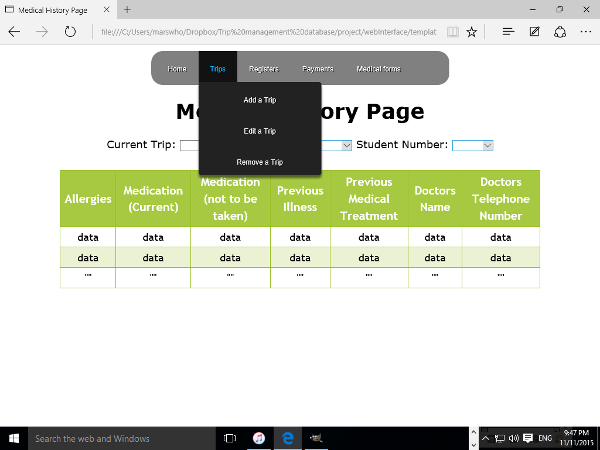 Medical History Page
file:///C:/Users/marswho/Dropbox/Trip%20management%20database/project/webInterface/templat
Home Trips Registers Payments Medical forms
Add a Trip
Edit a Trip
Remove a Trip
M ory Page
Current Trip: Student Number:
Allergies
Medication (Current)
Medication (not to be taken)
Previous Illness
Previous Medical Treatment
Doctors Name
Doctors Telephone Number
data data data data data data data
data data data data data data data
"" "" "" "" "" "" ""
Search the web and Windows
ENG
9:47 PM
11/11/2015